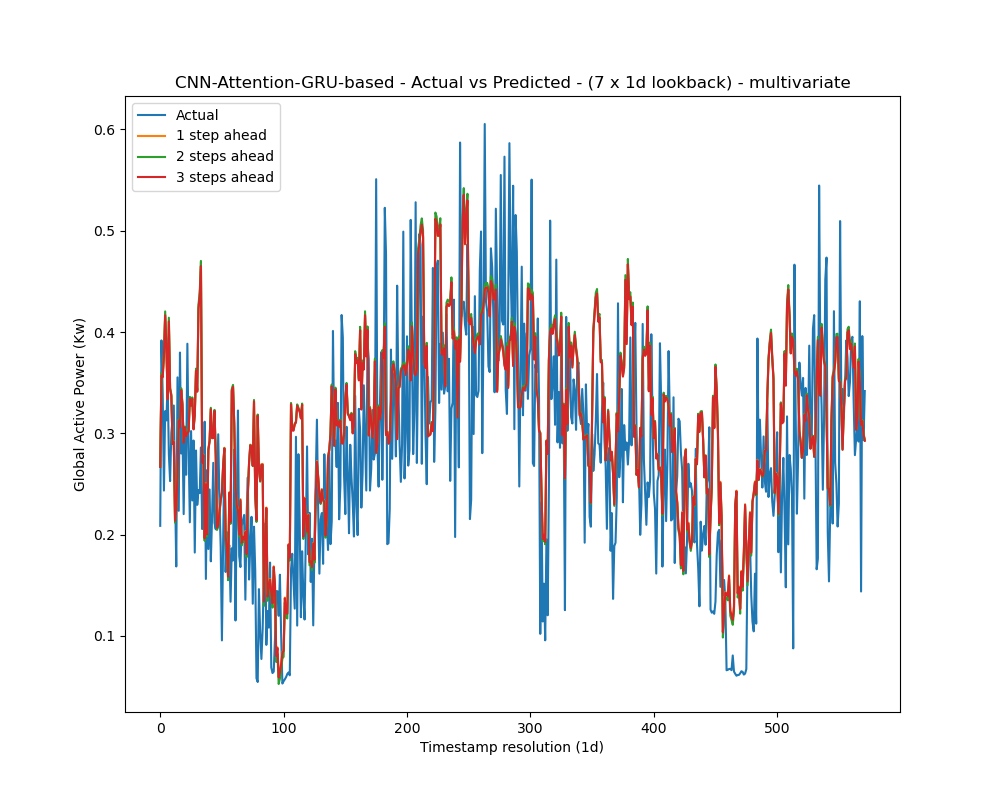 CNN-Attention-GRU-based - Actual vs Predicted - (7 x 1d lookback) - multivariate
Actual
1 step ahead
2 steps ahead
3 steps ahead
0.6
0.5
0.4
0.3
0.2
0.1
Global Active Power (Kw)
0 100 200 300 400 500
Timestamp resolution (1d)